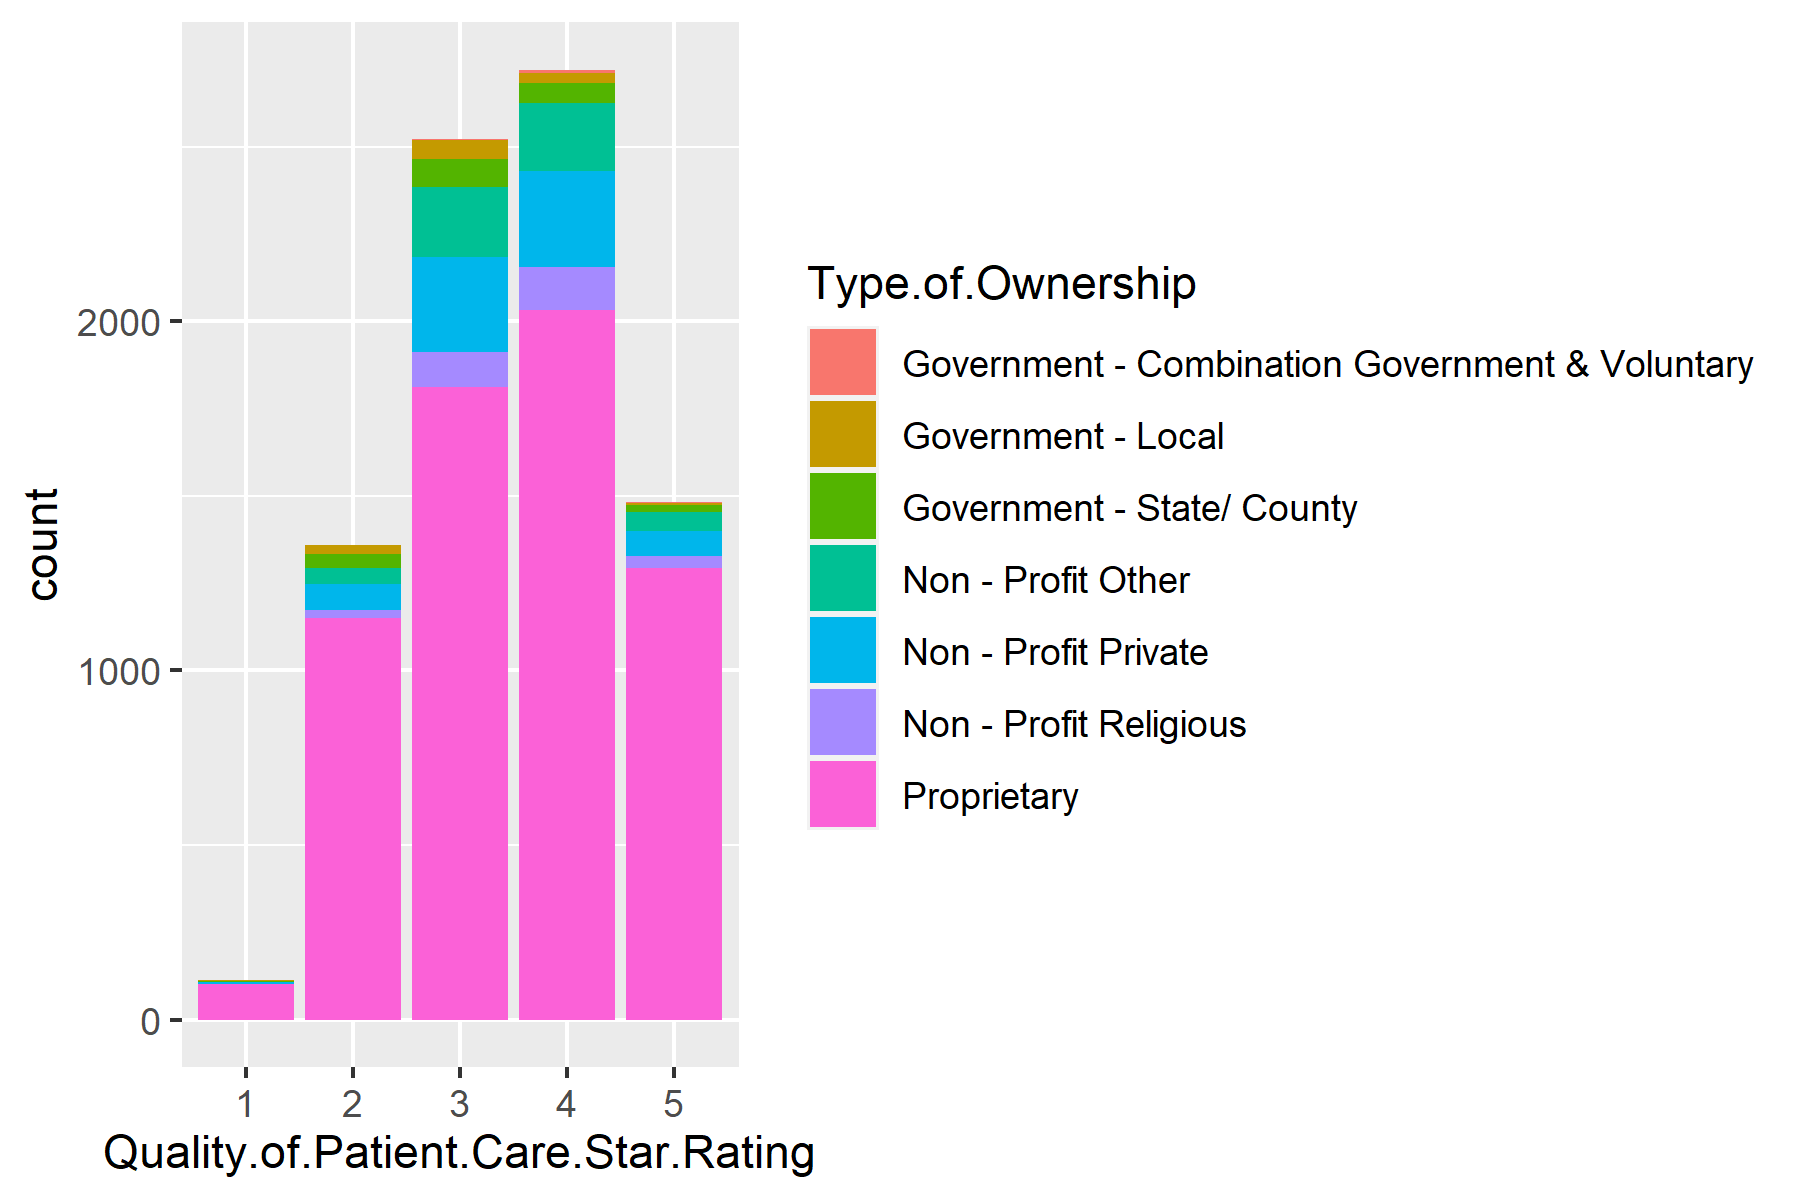 count
2000
1000
0
1 2 3 4 5
Quality.of.Patient.Care.Star.Rating
Type.of.Ownership
Government - Combination Government & Voluntary
Government - Local
Government - State/ County
Non - Profit Other
Non - Profit Private
Non - Profit Religious
Proprietary